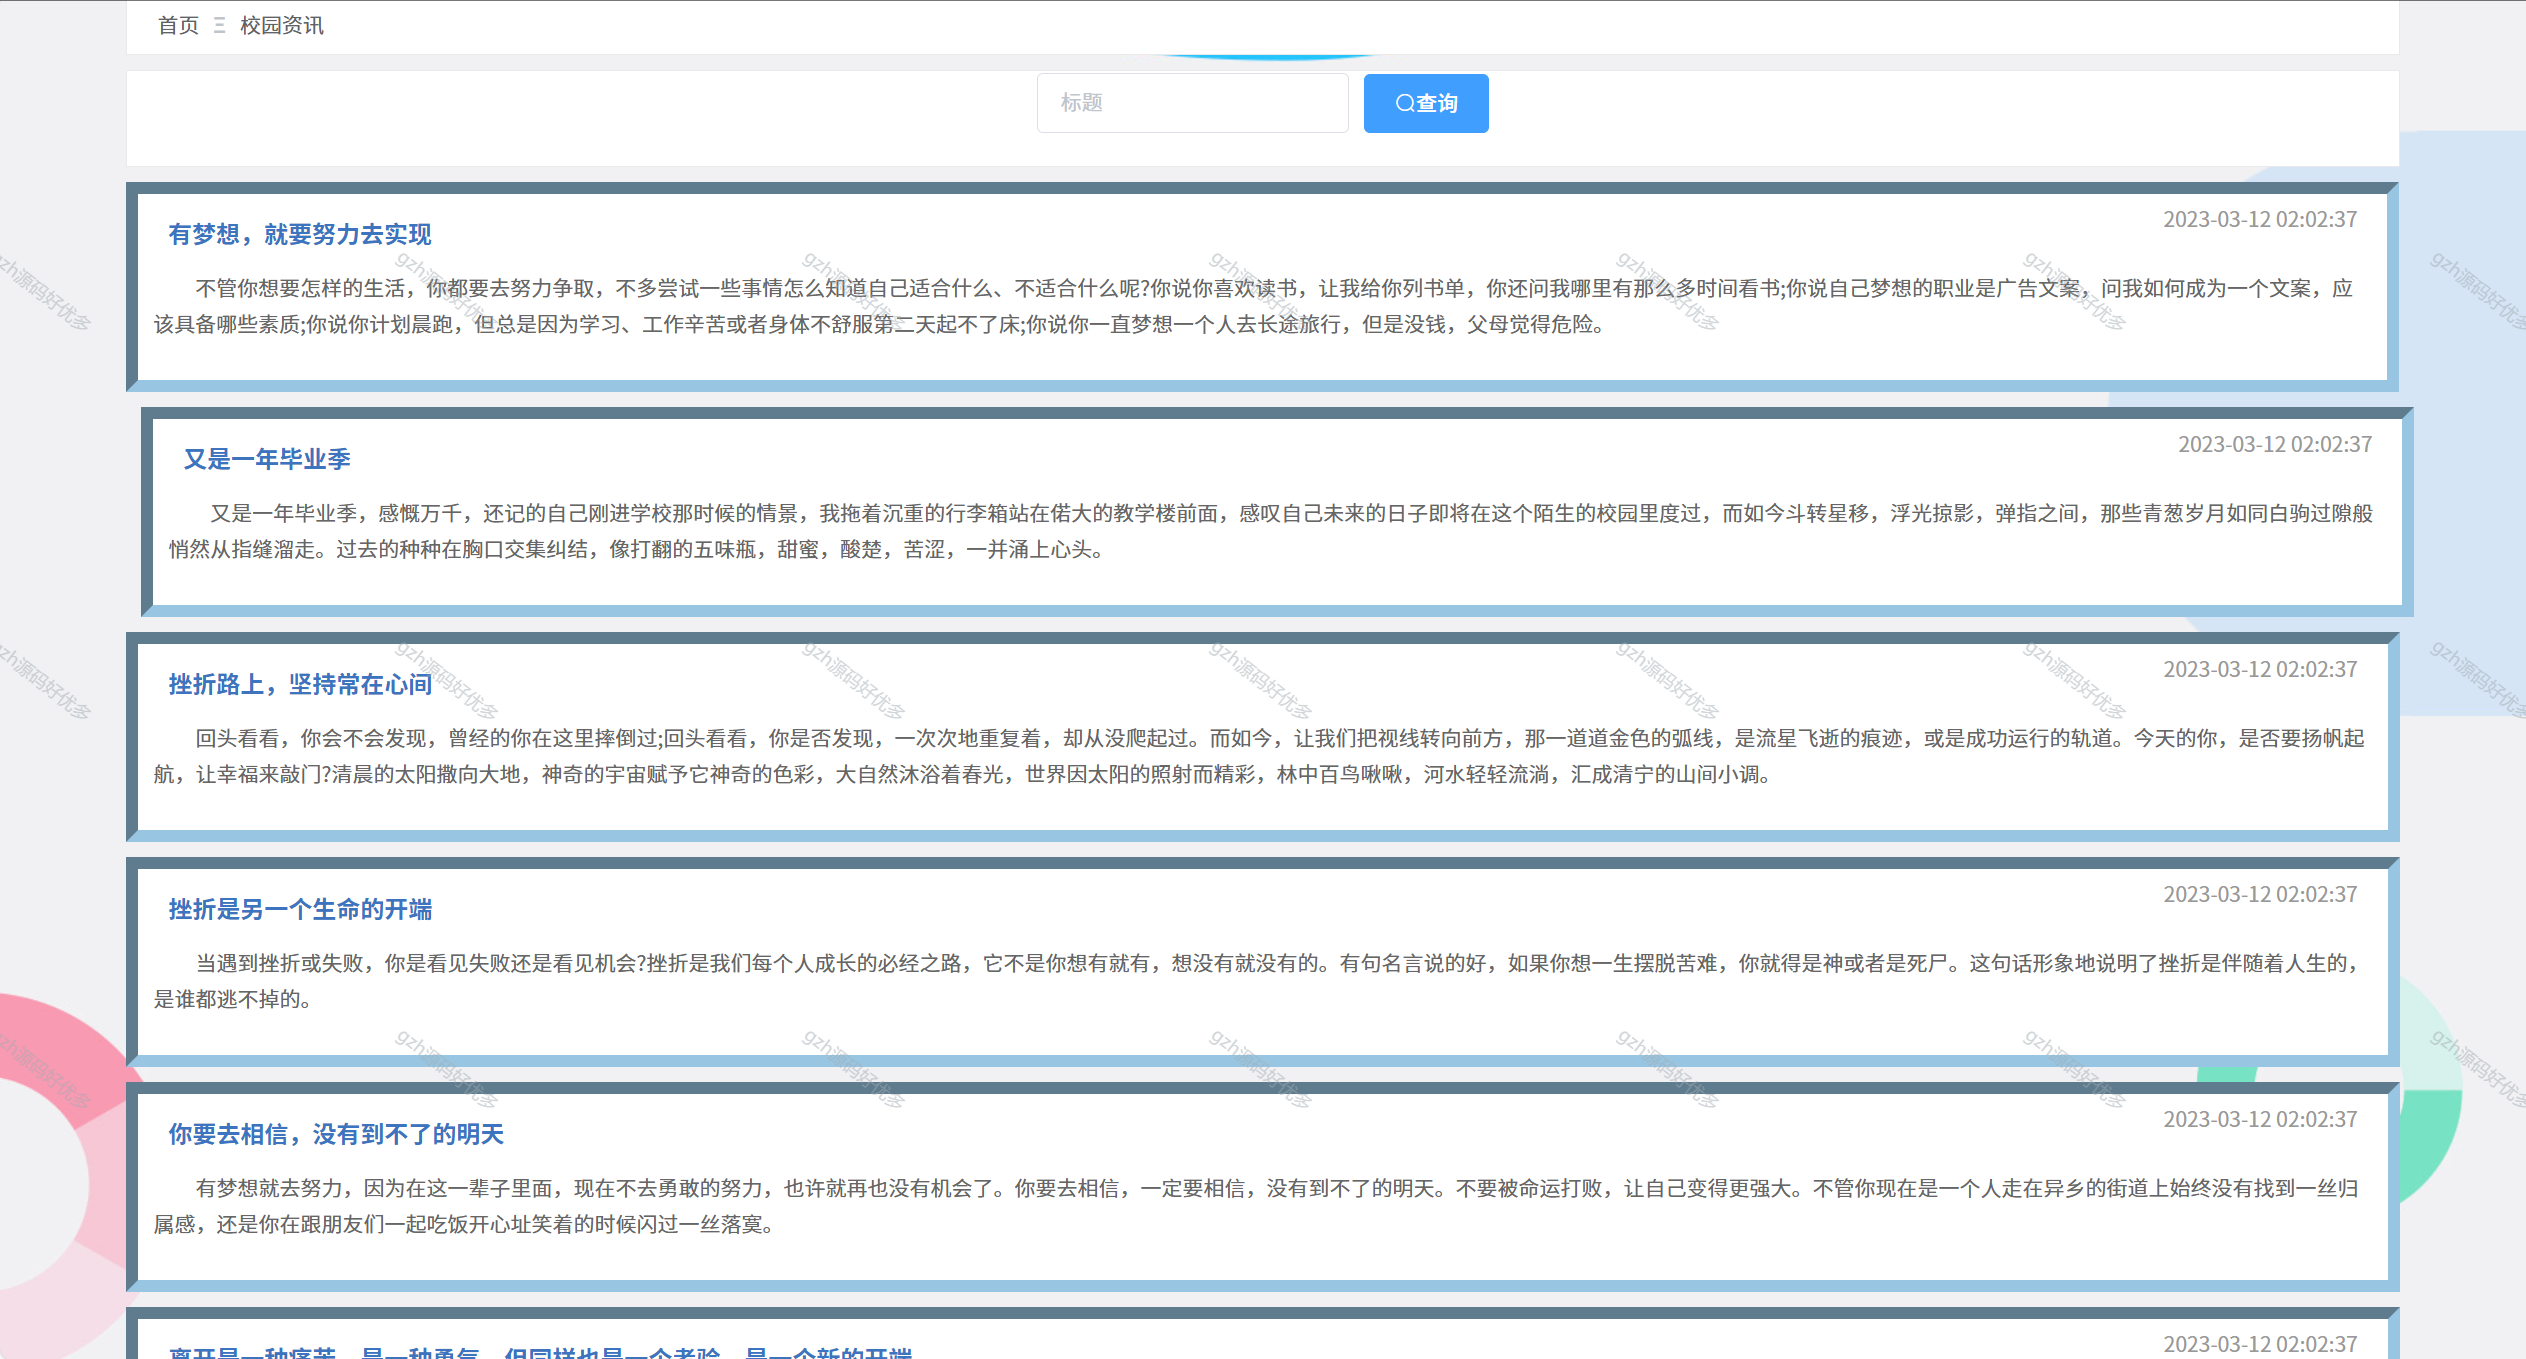 首页 Ξ 校园资讯
标题 查询
有梦想，就要努力去实现
2023-03-12 02:02:37
不管你想要怎样的生活，你都要去努力争取，不多尝试一些事情怎么知道自己适合什么、不适合什么呢?你说你喜欢读书，让我给你列书单，你还问我哪里有那么多时间看书;你说自己梦想的职业是广告文案，问我如何成为一个文案，应
该具备哪些素质;你说你计划晨跑，但总是因为学习、工作辛苦或者身体不舒服第二天起不了床;你说你一直梦想一个人去长途旅行，但是没钱，父母觉得危险。
又是一年毕业季
2023-03-12 02:02:37
又是一年毕业季，感慨万千，还记的自己刚进学校那时候的情景，我拖着沉重的行李箱站在偌大的教学楼前面，感叹自己未来的日子即将在这个陌生的校园里度过，而如今斗转星移，浮光掠影，弹指之间，那些青葱岁月如同白驹过隙般
悄然从指缝溜走。过去的种种在胸口交集纠结，像打翻的五味瓶，甜蜜，酸楚，苦涩，一并涌上心头。
挫折路上，坚持常在心间
2023-03-12 02:02:37
回头看看，你会不会发现，曾经的你在这里摔倒过;回头看看，你是否发现，一次次地重复着，却从没爬起过。而如今，让我们把视线转向前方，那一道道金色的弧线，是流星飞逝的痕迹，或是成功运行的轨道。今天的你，是否要扬帆起
航，让幸福来敲门?清晨的太阳撒向大地，神奇的宇宙赋予它神奇的色彩，大自然沐浴着春光，世界因太阳的照射而精彩，林中百鸟啾啾，河水轻轻流淌，汇成清宁的山间小调。
挫折是另一个生命的开端
2023-03-12 02:02:37
当遇到挫折或失败，你是看见失败还是看见机会?挫折是我们每个人成长的必经之路，它不是你想有就有，想没有就没有的。有句名言说的好，如果你想一生摆脱苦难，你就得是神或者是死尸。这句话形象地说明了挫折是伴随着人生的，
是谁都逃不掉的。
你要去相信，没有到不了的明天
2023-03-12 02:02:37
有梦想就去努力，因为在这一辈子里面，现在不去勇敢的努力，也许就再也没有机会了。你要去相信，一定要相信，没有到不了的明天。不要被命运打败，让自己变得更强大。不管你现在是一个人走在异乡的街道上始终没有找到一丝归
属感，还是你在跟朋友们一起吃饭开心址笑着的时候闪过一丝落寞。
离开是一种痛苦，是一种勇气，但同样也是一个考验，是一个新的开端
2023-03-12 02:02:37
gzh源码好优多